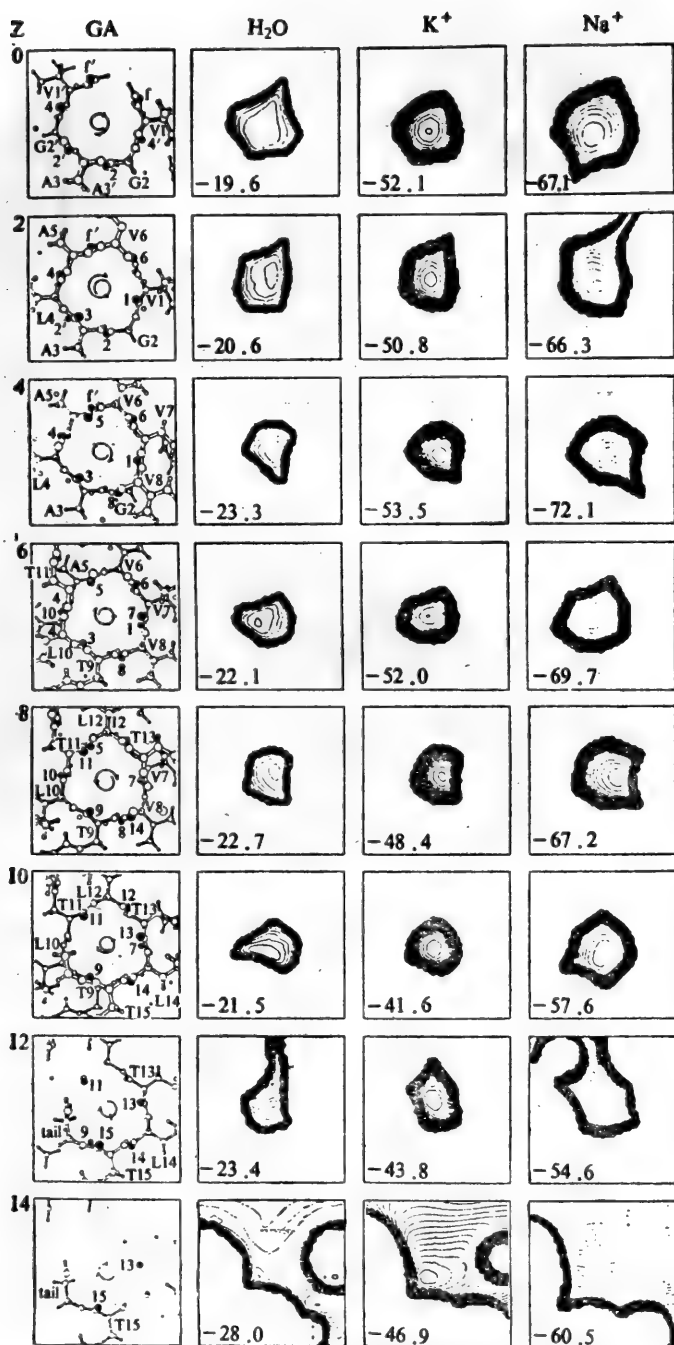 Z GA H₂O K⁺ Na⁺
0
f' f
V1' 4 V1
G2' 2' 2 4'
A3 A3' G2
−19.6 −52.1 −67.1
2
A5 f' V6
4 6
1 V1
L4 3
2' 2 G2
A3
−20.6 −50.8 −66.3
4
A5 f' V6 V7
5 6
4 1
L4 3 V8
G2
A3
−23.3 −53.5 −72.1
6
T11 A5 V6
5 6
4 7 V7
10 1
4 3 V8
L10 T9 8
−22.1 −52.0 −69.7
8
L12 12
T11 5 T13
11
10 7 V7
L10 9 V8
T9 8 14
−22.7 −48.4 −67.2
10
L12 12
T11 11 T13
13
L10 7
9 14
T9 T15 L14
−21.5 −41.6 −57.6
12
T13
11
13
tail 9 15 14
T15 L14
−23.4 −43.8 −54.6
14
13
tail 15
T15
−28.0 −46.9 −60.5